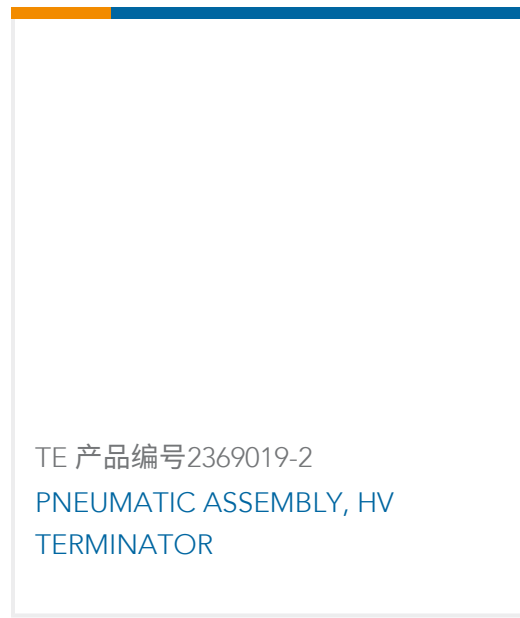 TE 产品编号2369019-2
PNEUMATIC ASSEMBLY, HV
TERMINATOR